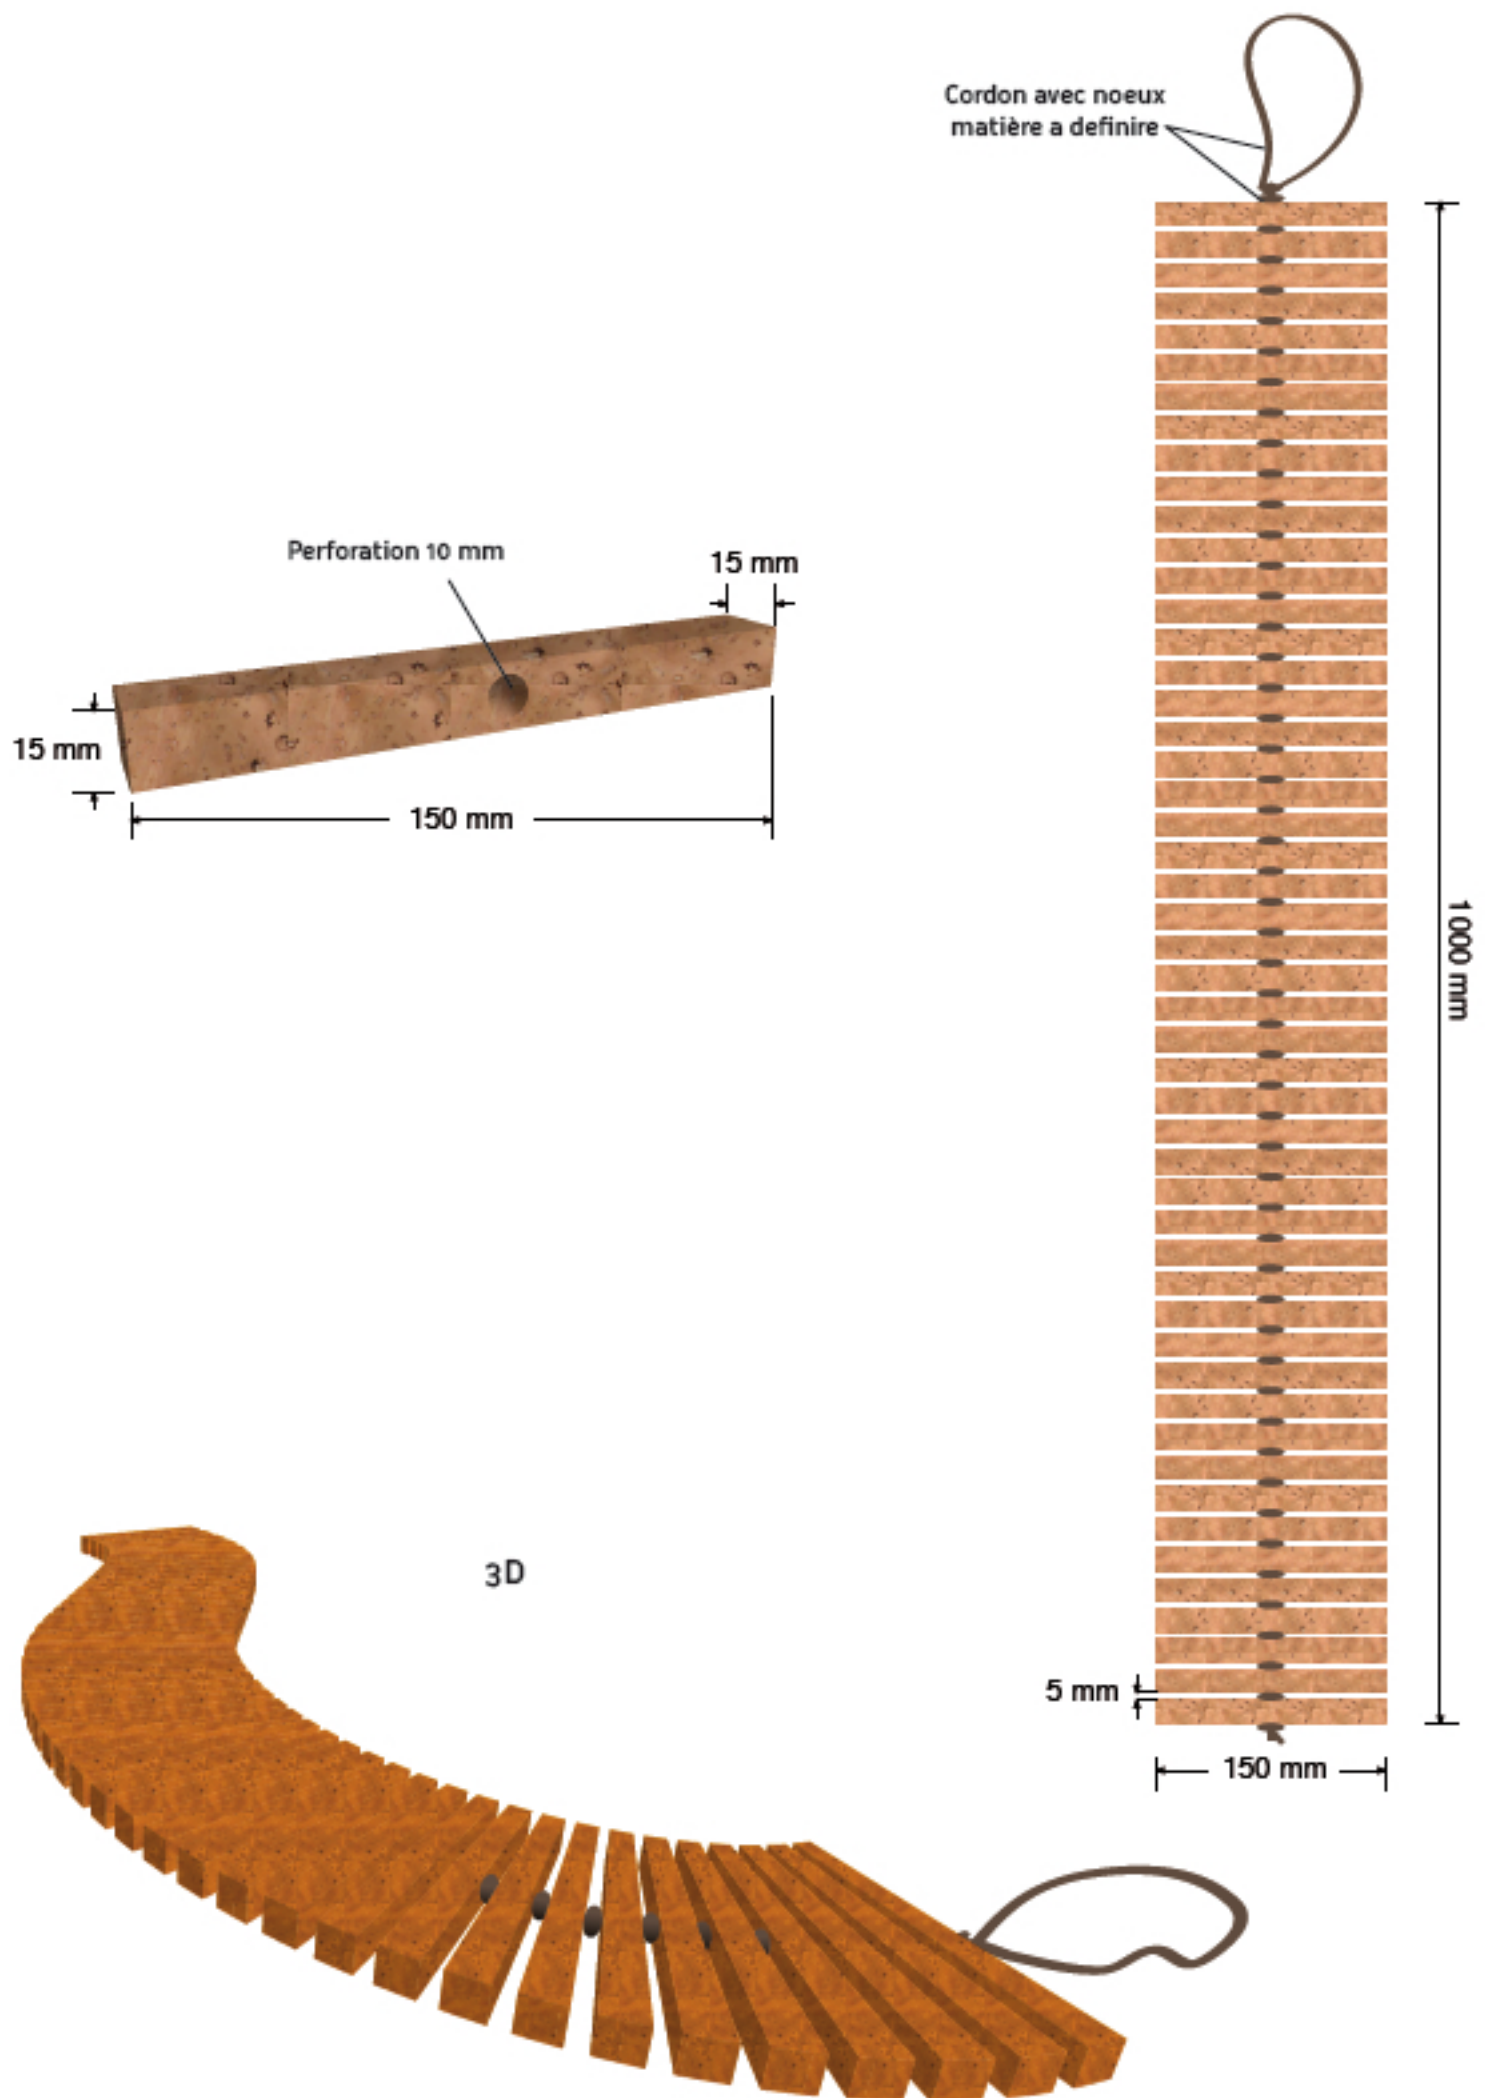 Cordon avec noeux
matière a definire
Perforation 10 mm
15 mm
15 mm
150 mm
1000 mm
3D
5 mm
150 mm